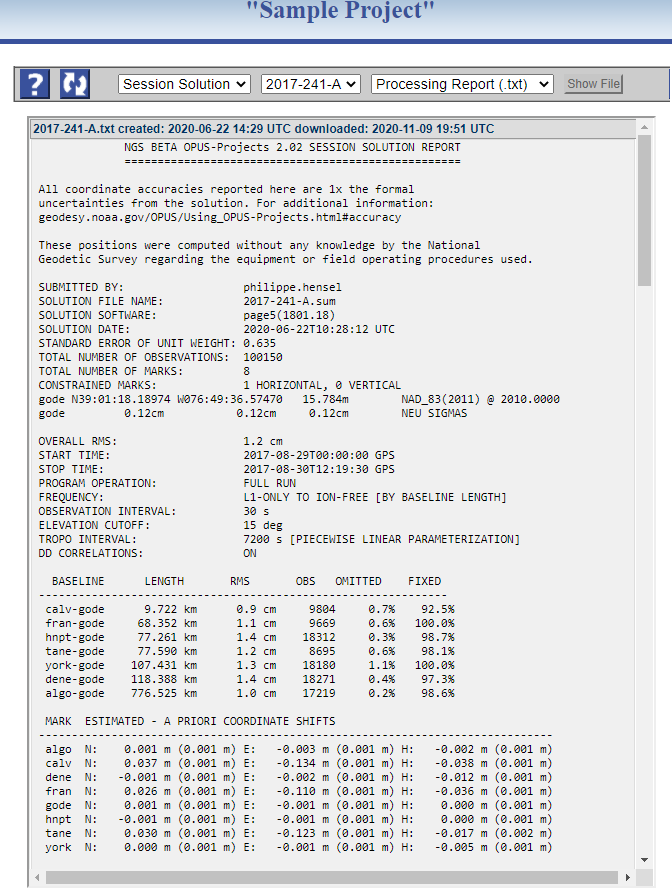 "Sample Project"
? Session Solution 2017-241-A Processing Report (.txt) Show File
2017-241-A.txt created: 2020-06-22 14:29 UTC downloaded: 2020-11-09 19:51 UTC
NGS BETA OPUS-Projects 2.02 SESSION SOLUTION REPORT
===================================================
All coordinate accuracies reported here are 1x the formal
uncertainties from the solution. For additional information:
geodesy.noaa.gov/OPUS/Using_OPUS-Projects.html#accuracy
These positions were computed without any knowledge by the National
Geodetic Survey regarding the equipment or field operating procedures used.
SUBMITTED BY: philippe.hensel
SOLUTION FILE NAME: 2017-241-A.sum
SOLUTION SOFTWARE: page5(1801.18)
SOLUTION DATE: 2020-06-22T10:28:12 UTC
STANDARD ERROR OF UNIT WEIGHT: 0.635
TOTAL NUMBER OF OBSERVATIONS: 100150
TOTAL NUMBER OF MARKS: 8
CONSTRAINED MARKS: 1 HORIZONTAL, 0 VERTICAL
gode N39:01:18.18974 W076:49:36.57470 15.784m NAD_83(2011) @ 2010.0000
gode 0.12cm 0.12cm 0.12cm NEU SIGMAS
OVERALL RMS: 1.2 cm
START TIME: 2017-08-29T00:00:00 GPS
STOP TIME: 2017-08-30T12:19:30 GPS
PROGRAM OPERATION: FULL RUN
FREQUENCY: L1-ONLY TO ION-FREE [BY BASELINE LENGTH]
OBSERVATION INTERVAL: 30 s
ELEVATION CUTOFF: 15 deg
TROPO INTERVAL: 7200 s [PIECEWISE LINEAR PARAMETERIZATION]
DD CORRELATIONS: ON
BASELINE LENGTH RMS OBS OMITTED FIXED
--------------------------------------------------------------
calv-gode 9.722 km 0.9 cm 9804 0.7% 92.5%
fran-gode 68.352 km 1.1 cm 9669 0.6% 100.0%
hnpt-gode 77.261 km 1.4 cm 18312 0.3% 98.7%
tane-gode 77.590 km 1.2 cm 8695 0.6% 98.1%
york-gode 107.431 km 1.3 cm 18180 1.1% 100.0%
dene-gode 118.388 km 1.4 cm 18271 0.4% 97.3%
algo-gode 776.525 km 1.0 cm 17219 0.2% 98.6%
MARK ESTIMATED - A PRIORI COORDINATE SHIFTS
------------------------------------------------------------------------------
algo N: 0.001 m (0.001 m) E: -0.003 m (0.001 m) H: -0.002 m (0.001 m)
calv N: 0.037 m (0.001 m) E: -0.134 m (0.001 m) H: -0.038 m (0.001 m)
dene N: -0.001 m (0.001 m) E: -0.002 m (0.001 m) H: -0.012 m (0.001 m)
fran N: 0.026 m (0.001 m) E: -0.110 m (0.001 m) H: -0.036 m (0.001 m)
gode N: 0.001 m (0.001 m) E: -0.001 m (0.001 m) H: 0.000 m (0.001 m)
hnpt N: -0.001 m (0.001 m) E: -0.001 m (0.001 m) H: 0.000 m (0.001 m)
tane N: 0.030 m (0.001 m) E: -0.123 m (0.001 m) H: -0.017 m (0.002 m)
york N: 0.000 m (0.001 m) E: -0.001 m (0.001 m) H: -0.005 m (0.001 m)